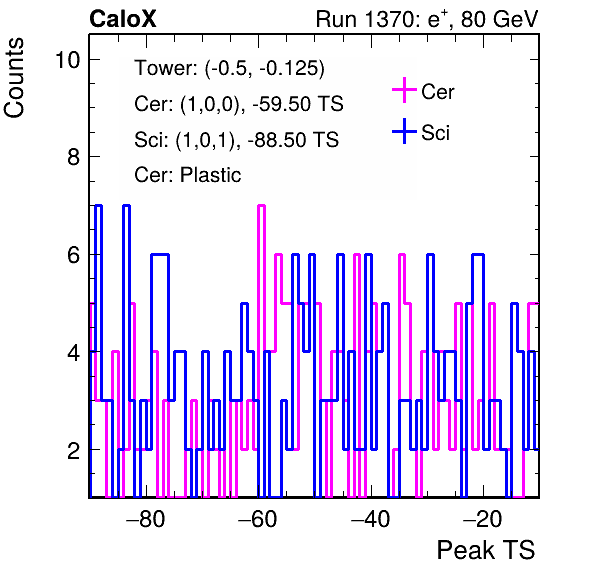 CaloX Run 1370: e⁺, 80 GeV
Counts
10
8
6
4
2
Tower: (-0.5, -0.125)
Cer: (1,0,0), -59.50 TS
Sci: (1,0,1), -88.50 TS
Cer: Plastic
Cer
Sci
−80 −60 −40 −20
Peak TS